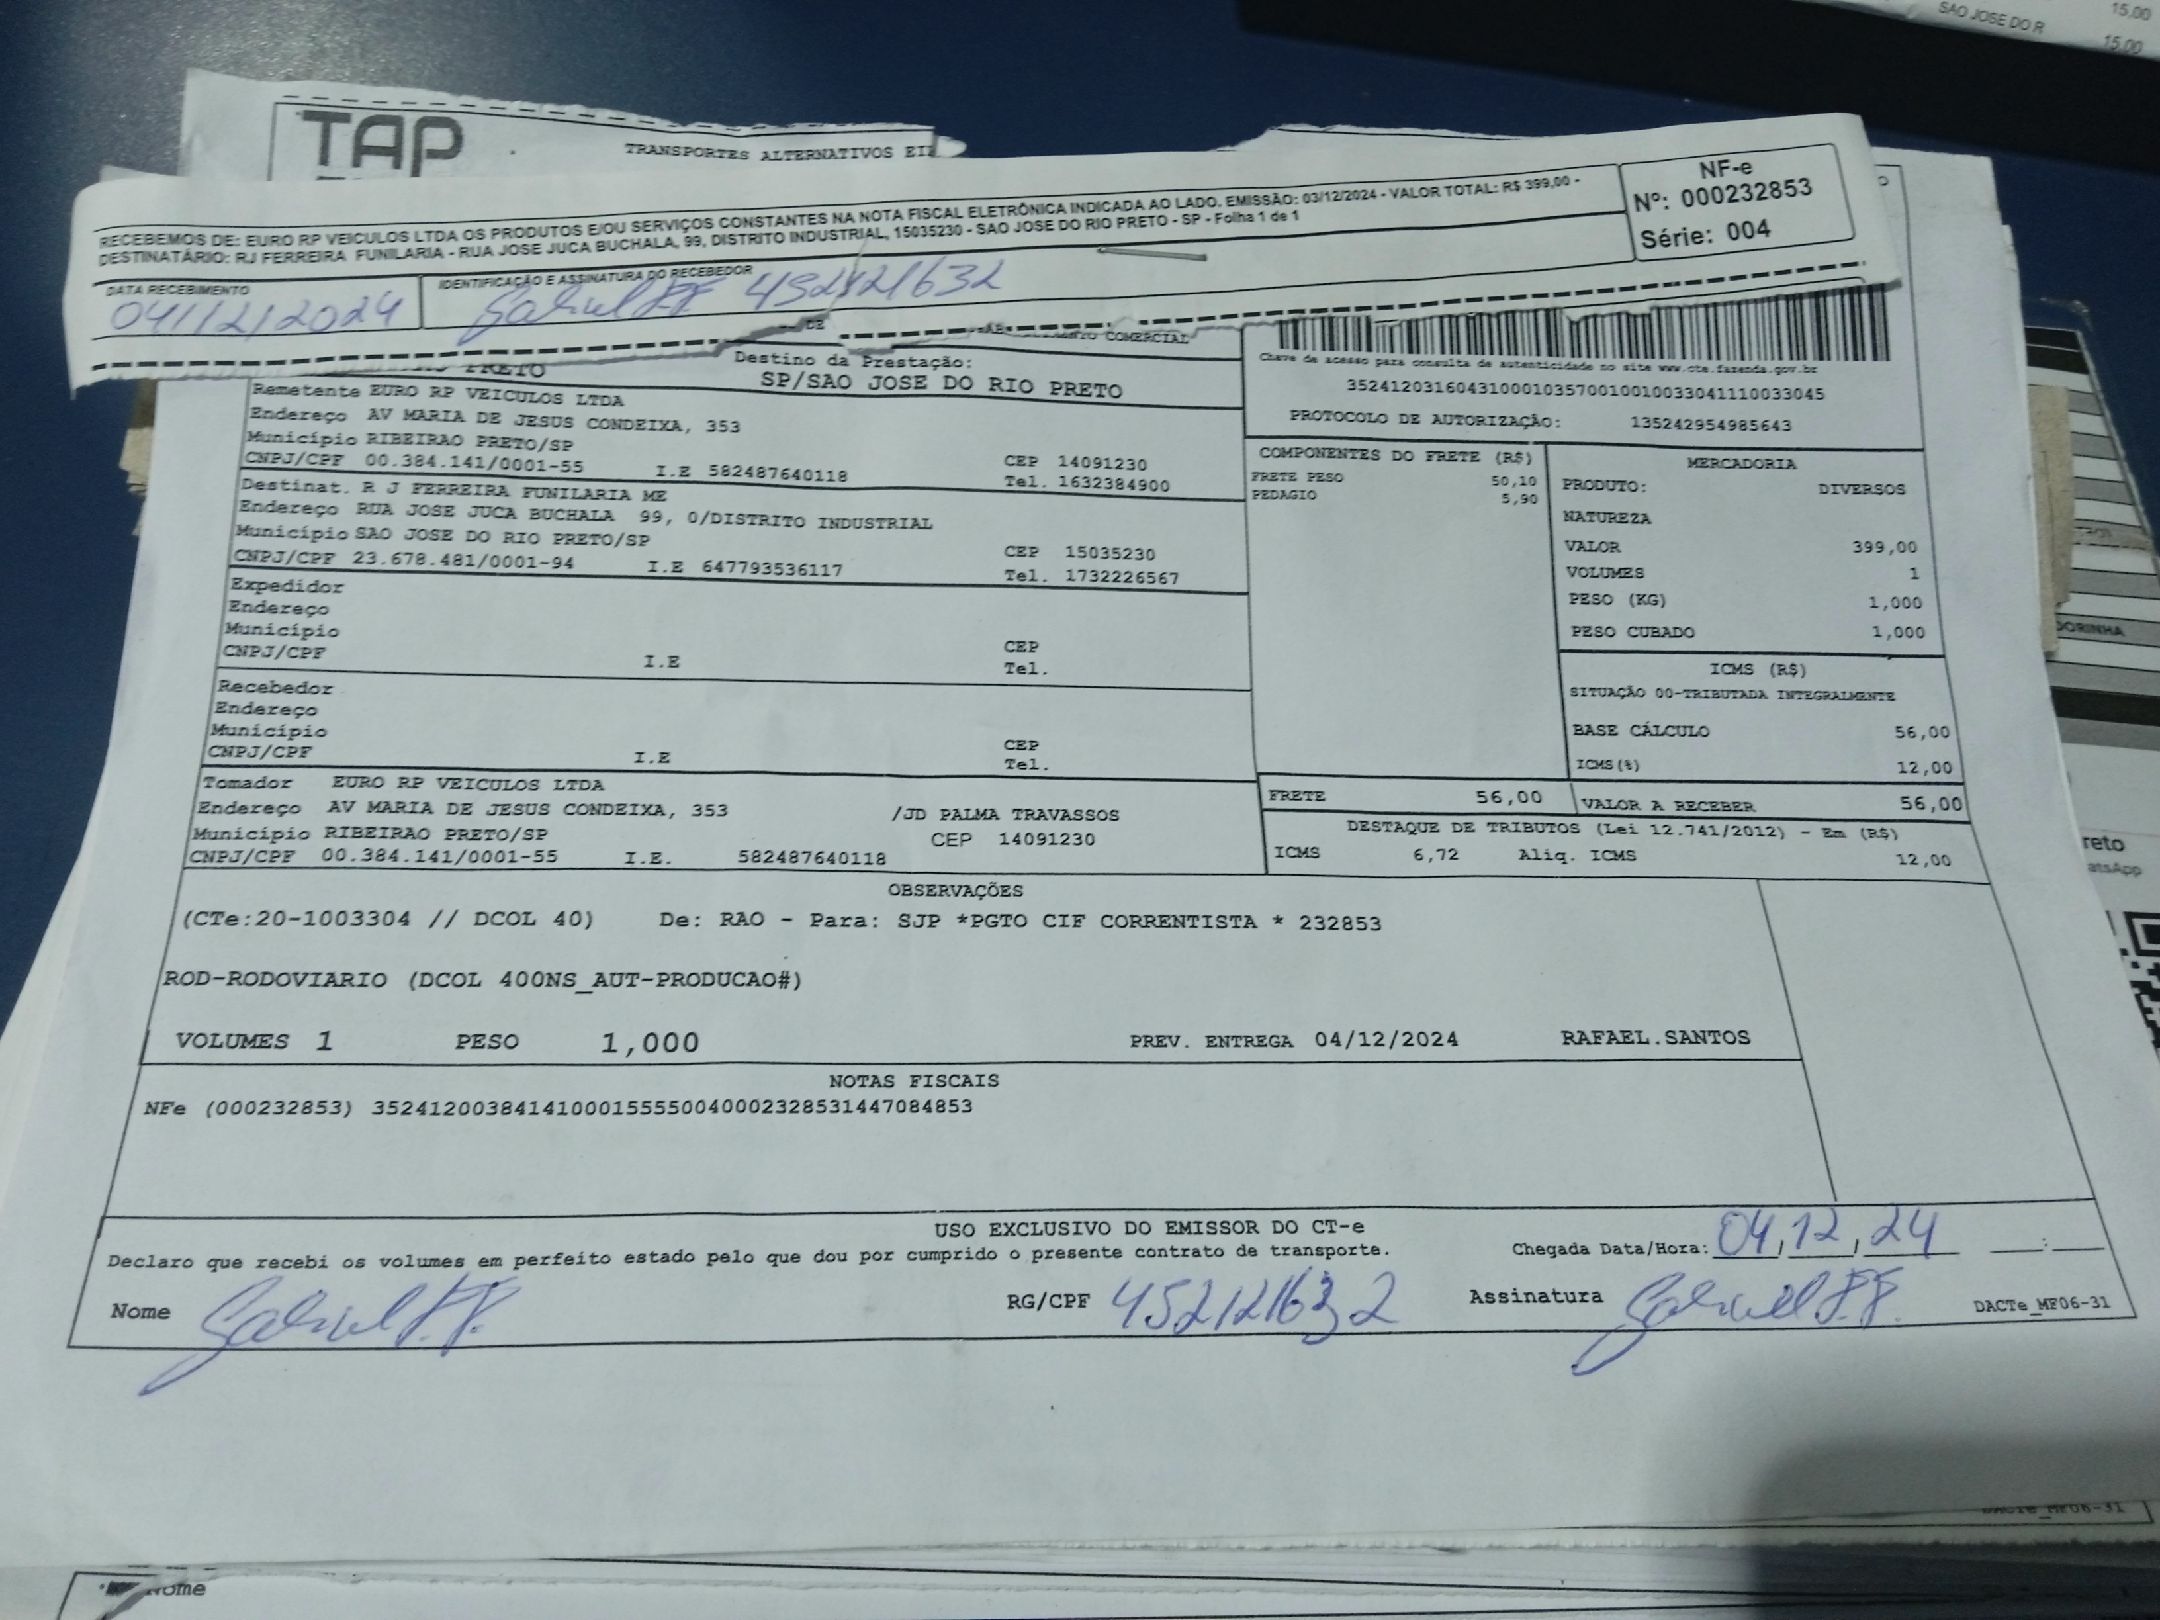 SAO JOSE DO R
15.00
15.00
TAP
TRANSPORTES ALTERNATIVOS
RECEBEMOS DE: EURO RP VEICULOS LTDA OS PRODUTOS E/OU SERVIÇOS CONSTANTES NA NOTA FISCAL ELETRÔNICA INDICADA AO LADO. EMISSÃO: 03/12/2024 - VALOR TOTAL: R$ 399,00 -
DESTINATÁRIO: RJ FERREIRA FUNILARIA - RUA JOSE JUCA BUCHALA, 99, DISTRITO INDUSTRIAL, 15035230 - SAO JOSE DO RIO PRETO - SP - Folha 1 de 1
NF-e
Nº: 000232853
Série: 004
DATA RECEBIMENTO
04/12/2024
IDENTIFICAÇÃO E ASSINATURA DO RECEBEDOR
Gabriel F.F. 452121632
DE
COMERCIAL
PRETO
Destino da Prestação:
SP/SAO JOSE DO RIO PRETO
Chave de acesso para consulta de autenticidade no site www.cte.fazenda.gov.br
35241203160431000103570010010033041110033045
PROTOCOLO DE AUTORIZAÇÃO: 135242954985643
Remetente EURO RP VEICULOS LTDA
Endereço AV MARIA DE JESUS CONDEIXA, 353
Município RIBEIRAO PRETO/SP CEP 14091230
CNPJ/CPF 00.384.141/0001-55 I.E 582487640118 Tel. 1632384900
Destinat. R J FERREIRA FUNILARIA ME
Endereço RUA JOSE JUCA BUCHALA 99, 0/DISTRITO INDUSTRIAL
Município SAO JOSE DO RIO PRETO/SP CEP 15035230
CNPJ/CPF 23.678.481/0001-94 I.E 647793536117 Tel. 1732226567
Expedidor
Endereço
Município CEP
CNPJ/CPF I.E Tel.
Recebedor
Endereço
Município CEP
CNPJ/CPF I.E Tel.
Tomador EURO RP VEICULOS LTDA
Endereço AV MARIA DE JESUS CONDEIXA, 353 /JD PALMA TRAVASSOS
Município RIBEIRAO PRETO/SP CEP 14091230
CNPJ/CPF 00.384.141/0001-55 I.E. 582487640118
COMPONENTES DO FRETE (R$)
FRETE PESO 50,10
PEDAGIO 5,90
MERCADORIA
PRODUTO: DIVERSOS
NATUREZA
VALOR 399,00
VOLUMES 1
PESO (KG) 1,000
PESO CUBADO 1,000
ICMS (R$)
SITUAÇÃO 00-TRIBUTADA INTEGRALMENTE
BASE CÁLCULO 56,00
ICMS(%) 12,00
FRETE 56,00 VALOR A RECEBER 56,00
DESTAQUE DE TRIBUTOS (Lei 12.741/2012) - Em (R$)
ICMS 6,72 Aliq. ICMS 12,00
OBSERVAÇÕES
(CTe:20-1003304 // DCOL 40) De: RAO - Para: SJP *PGTO CIF CORRENTISTA * 232853
ROD-RODOVIARIO (DCOL 400NS_AUT-PRODUCAO#)
VOLUMES 1 PESO 1,000 PREV. ENTREGA 04/12/2024 RAFAEL.SANTOS
NOTAS FISCAIS
NFe (000232853) 35241200384141000155550040002328531447084853
USO EXCLUSIVO DO EMISSOR DO CT-e
Declaro que recebi os volumes em perfeito estado pelo que dou por cumprido o presente contrato de transporte. Chegada Data/Hora: 04/12/24 __:__
Nome Gabriel F.F. RG/CPF 452121632 Assinatura Gabriel F.F. DACTe_MF06-31
DORINHA
reto
atsApp
DACTe_MF06-31
Nome